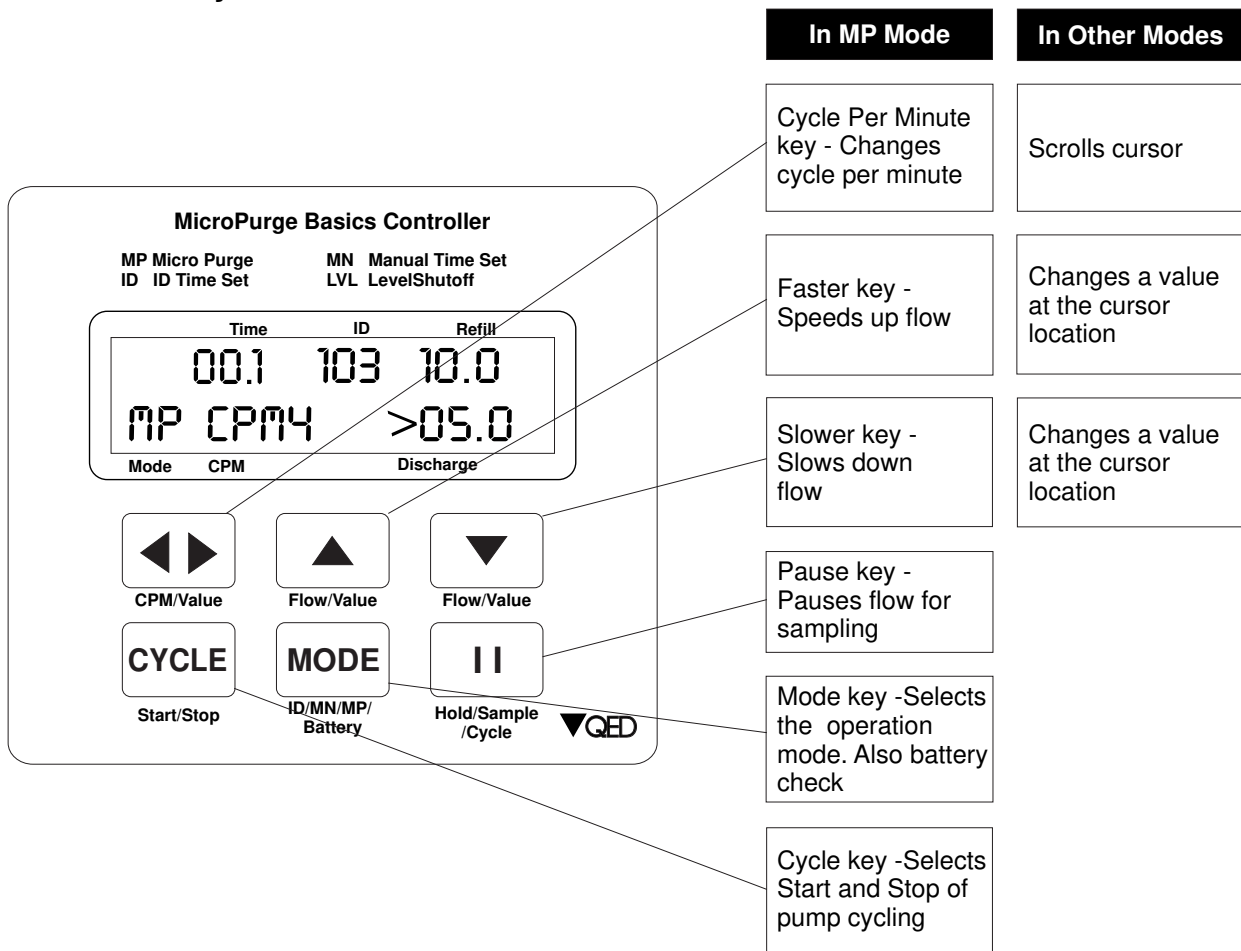 In MP Mode
In Other Modes
Cycle Per Minute
key - Changes
cycle per minute
Scrolls cursor
Faster key -
Speeds up flow
Changes a value
at the cursor
location
Slower key -
Slows down
flow
Changes a value
at the cursor
location
Pause key -
Pauses flow for
sampling
Mode key -Selects
the operation
mode. Also battery
check
Cycle key -Selects
Start and Stop of
pump cycling
MicroPurge Basics Controller
MP Micro Purge MN Manual Time Set
ID ID Time Set LVL LevelShutoff
Time ID Refill
00.1 103 10.0
MP CPM4 >05.0
Mode CPM Discharge
CPM/Value Flow/Value Flow/Value
CYCLE MODE II
Start/Stop
ID/MN/MP/
Battery
Hold/Sample
/Cycle
QED